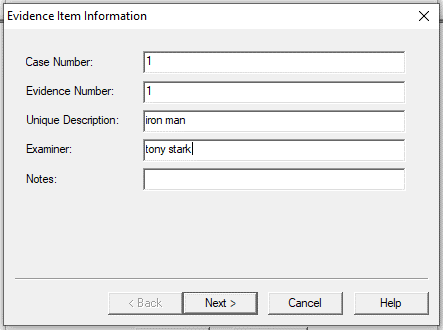 Evidence Item Information
Case Number: 1
Evidence Number: 1
Unique Description: iron man
Examiner: tony stark
Notes:
< Back Next > Cancel Help